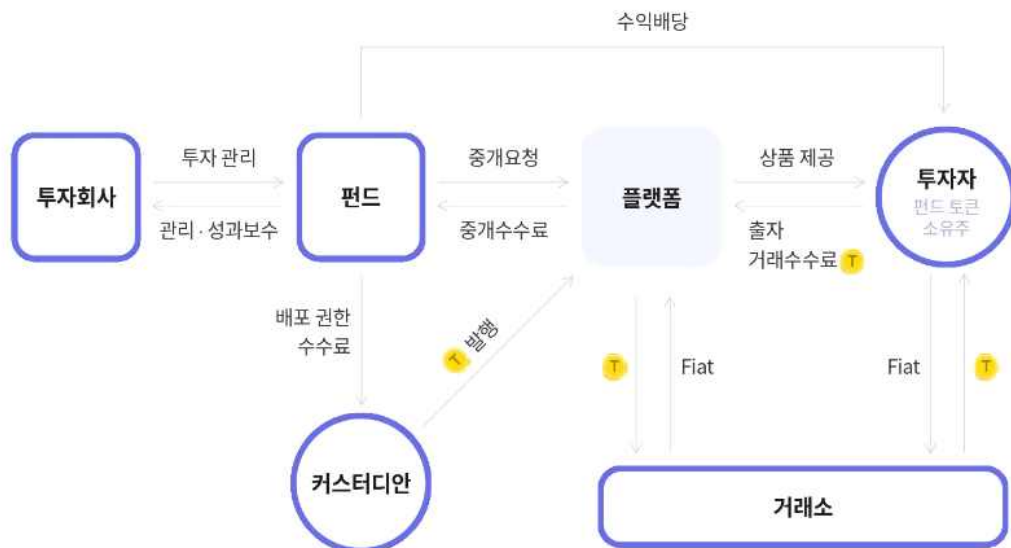 수익배당
투자회사
투자 관리
관리 · 성과보수
펀드
중개요청
중개수수료
플랫폼
상품 제공
출자
거래수수료 T
투자자
펀드 토큰
소유주
배포 권한
수수료
T 발행
T
Fiat
Fiat
T
커스터디안
거래소